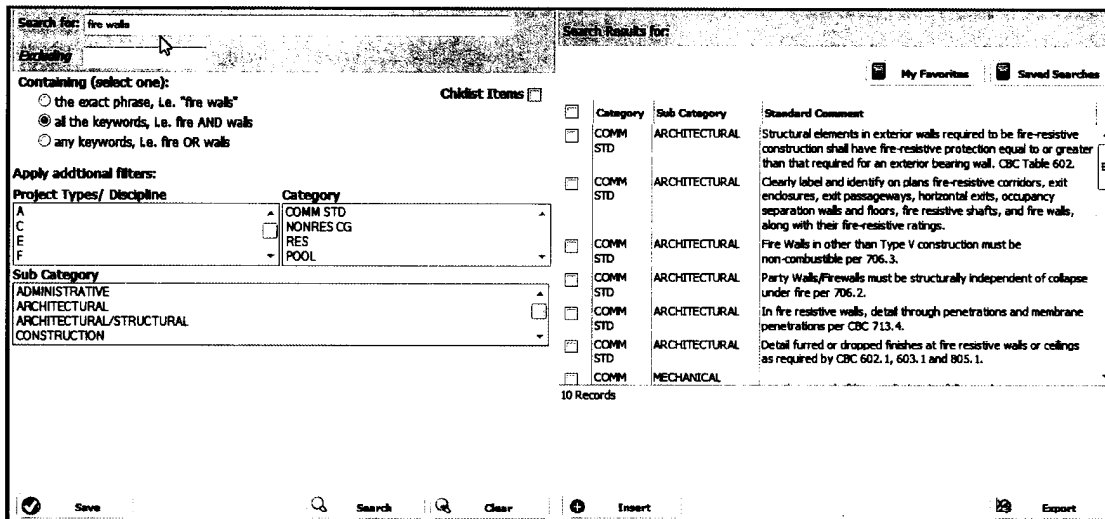 Search for: fire walls
Excluding
Containing (select one):
the exact phrase, i.e. "fire walls"
Chklist Items
all the keywords, i.e. fire AND walls
any keywords, i.e. fire OR walls
Apply addtional filters:
Project Types/ Discipline
A
C
E
F
Category
COMM STD
NONRES CG
RES
POOL
Sub Category
ADMINISTRATIVE
ARCHITECTURAL
ARCHITECTURAL/STRUCTURAL
CONSTRUCTION
Save
Search
Clear
Search Results for:
My Favorites
Saved Searches
Category Sub Category Standard Comment
COMM STD ARCHITECTURAL Structural elements in exterior walls required to be fire-resistive
construction shall have fire-resistive protection equal to or greater
than that required for an exterior bearing wall. CBC Table 602.
COMM STD ARCHITECTURAL Clearly label and identify on plans fire-resistive corridors, exit
enclosures, exit passageways, horizontal exits, occupancy
separation walls and floors, fire resistive shafts, and fire walls,
along with their fire-resistive ratings.
COMM STD ARCHITECTURAL Fire Walls in other than Type V construction must be
non-combustible per 706.3.
COMM STD ARCHITECTURAL Party Walls/Firewalls must be structurally independent of collapse
under fire per 706.2.
COMM STD ARCHITECTURAL In fire resistive walls, detail through penetrations and membrane
penetrations per CBC 713.4.
COMM STD ARCHITECTURAL Detail furred or dropped finishes at fire resistive walls or ceilings
as required by CBC 602.1, 603.1 and 805.1.
COMM MECHANICAL
10 Records
Insert
Export